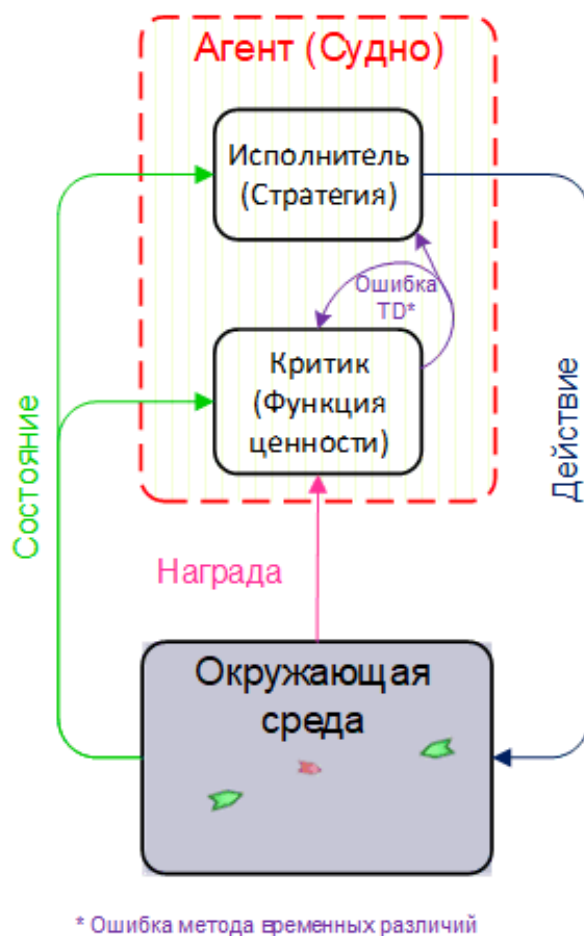 Агент (Судно)
Исполнитель
(Стратегия)
Ошибка
TD*
Критик
(Функция
ценности)
Состояние
Действие
Награда
Окружающая
среда
* Ошибка метода временных различий